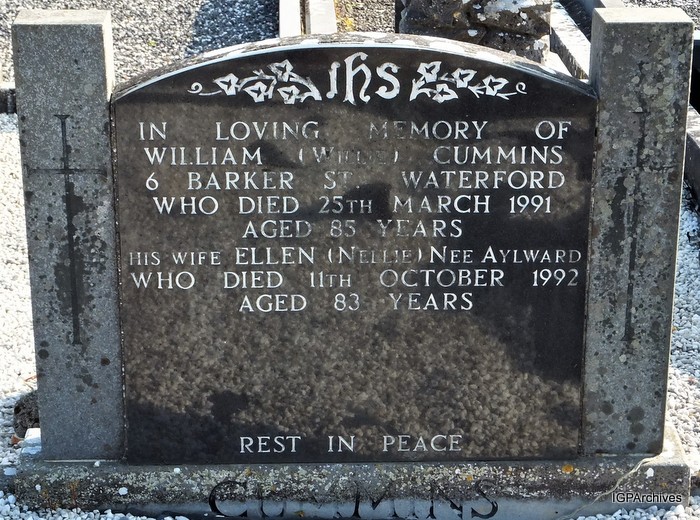 IHS
IN LOVING MEMORY OF
WILLIAM (WILLIE) CUMMINS
6 BARKER ST. WATERFORD
WHO DIED 25TH MARCH 1991
AGED 85 YEARS
HIS WIFE ELLEN (NELLIE) NEE AYLWARD
WHO DIED 11TH OCTOBER 1992
AGED 83 YEARS
REST IN PEACE
CUMMINS
IGPArchives